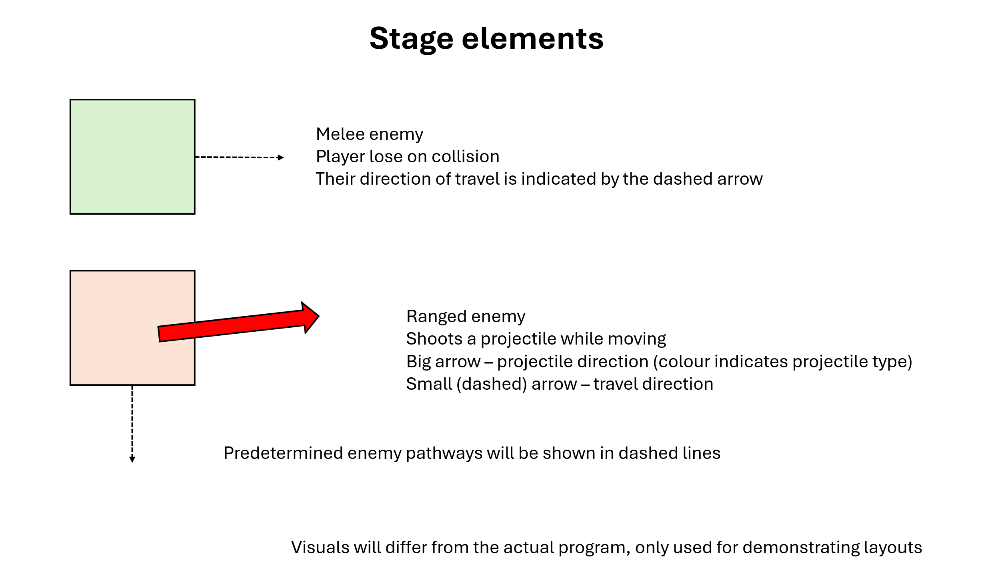 Stage elements
Melee enemy
Player lose on collision
Their direction of travel is indicated by the dashed arrow
Ranged enemy
Shoots a projectile while moving
Big arrow – projectile direction (colour indicates projectile type)
Small (dashed) arrow – travel direction
Predetermined enemy pathways will be shown in dashed lines
Visuals will differ from the actual program, only used for demonstrating layouts